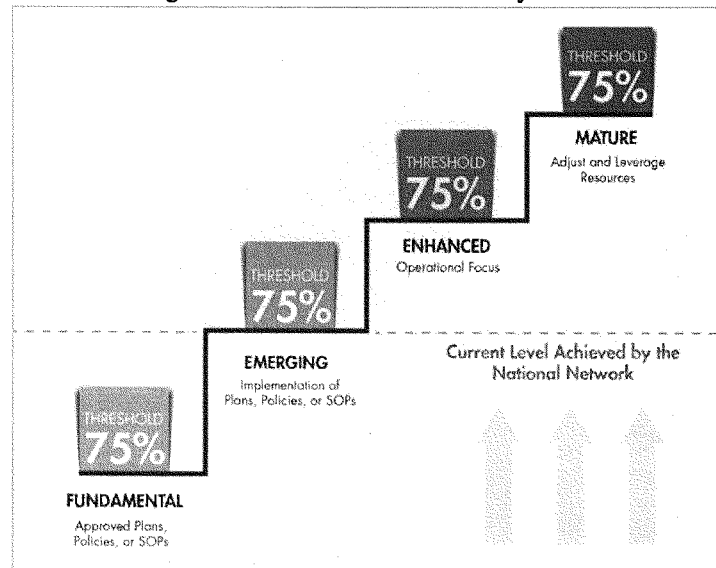 THRESHOLD
75%
MATURE
Adjust and Leverage
Resources
THRESHOLD
75%
ENHANCED
Operational Focus
THRESHOLD
75%
EMERGING
Implementation of
Plans, Policies, or SOPs
Current Level Achieved by the
National Network
THRESHOLD
75%
FUNDAMENTAL
Approved Plans,
Policies, or SOPs